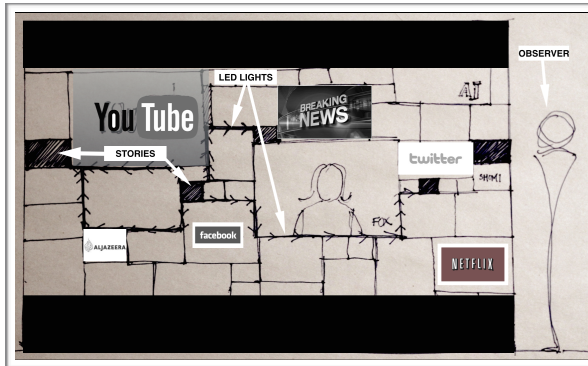 OBSERVER
LED LIGHTS
YouTube
BREAKING
NEWS
AJ
STORIES
twitter
SHOMI
FOX
facebook
ALJAZEERA
NETFLIX